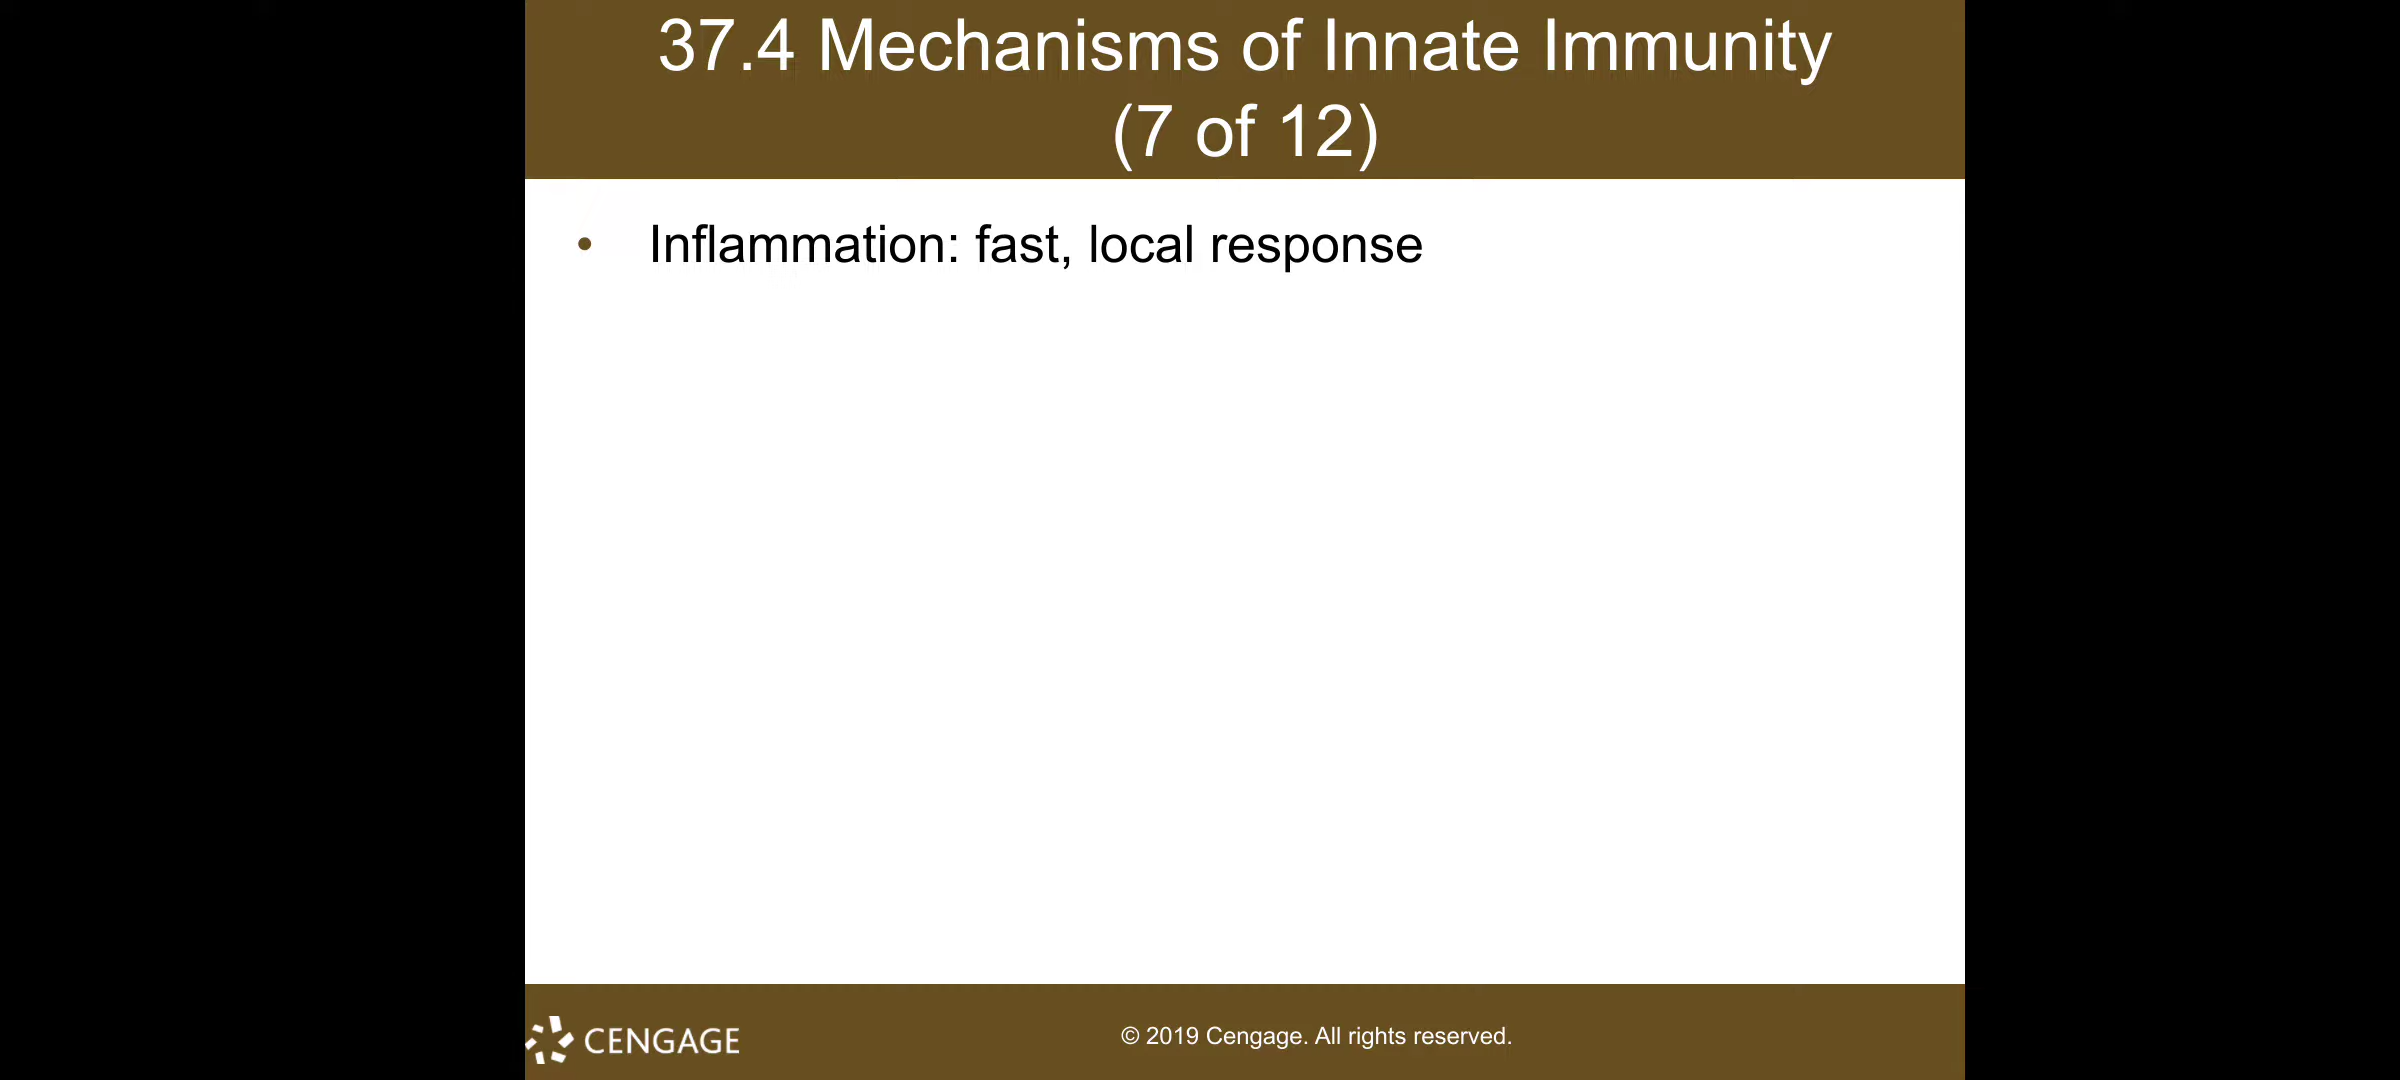 37.4 Mechanisms of Innate Immunity
(7 of 12)
• Inflammation: fast, local response
CENGAGE
© 2019 Cengage. All rights reserved.